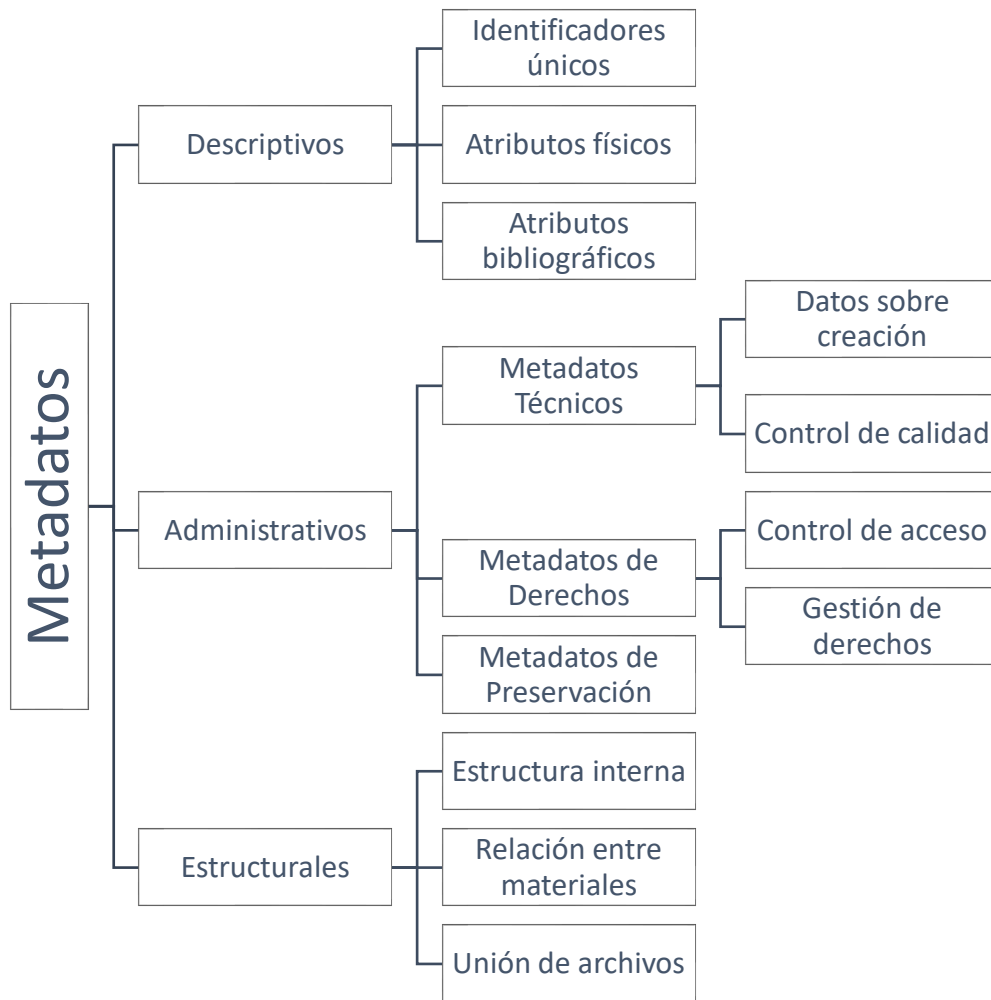 Metadatos
Descriptivos
Identificadores
únicos
Atributos físicos
Atributos
bibliográficos
Administrativos
Metadatos
Técnicos
Datos sobre
creación
Control de calidad
Metadatos de
Derechos
Control de acceso
Gestión de
derechos
Metadatos de
Preservación
Estructurales
Estructura interna
Relación entre
materiales
Unión de archivos